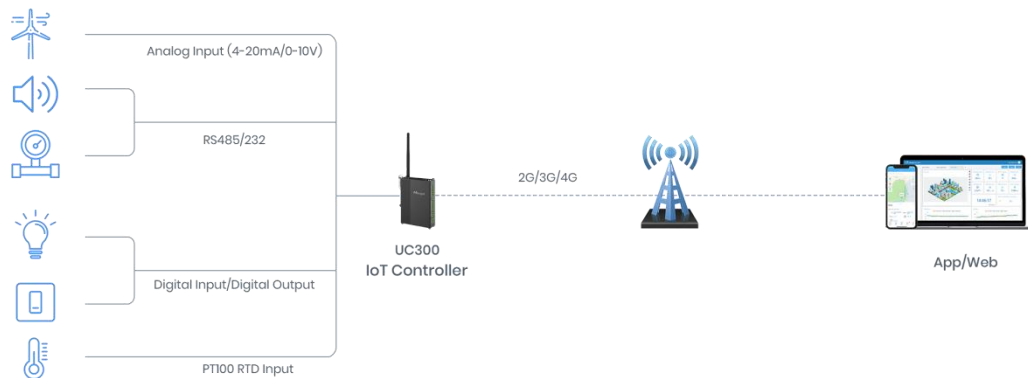 Analog Input (4-20mA/0-10V)
RS485/232
2G/3G/4G
UC300
IoT Controller
App/Web
Digital Input/Digital Output
PT100 RTD Input